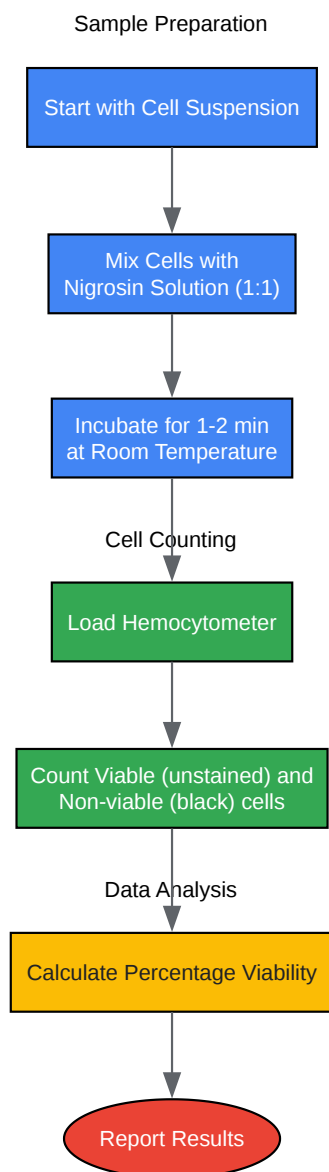 Sample Preparation
Start with Cell Suspension
Mix Cells with
Nigrosin Solution (1:1)
Incubate for 1-2 min
at Room Temperature
Cell Counting
Load Hemocytometer
Count Viable (unstained) and
Non-viable (black) cells
Data Analysis
Calculate Percentage Viability
Report Results